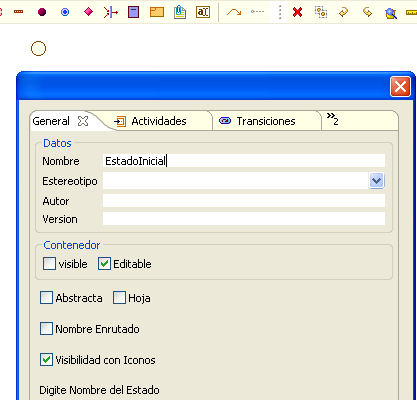 General Actividades Transiciones »2
Datos
Nombre EstadoInicial
Estereotipo
Autor
Version
Contenedor
visible Editable
Abstracta Hoja
Nombre Enrutado
Visibilidad con Iconos
Digite Nombre del Estado